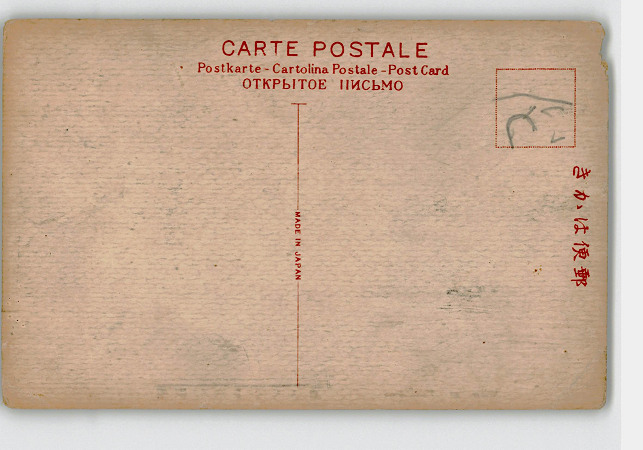 CARTE POSTALE
Postkarte - Cartolina Postale - Post Card
ОТКРЫТОЕ ПИСЬМО
MADE IN JAPAN
郵便はかき